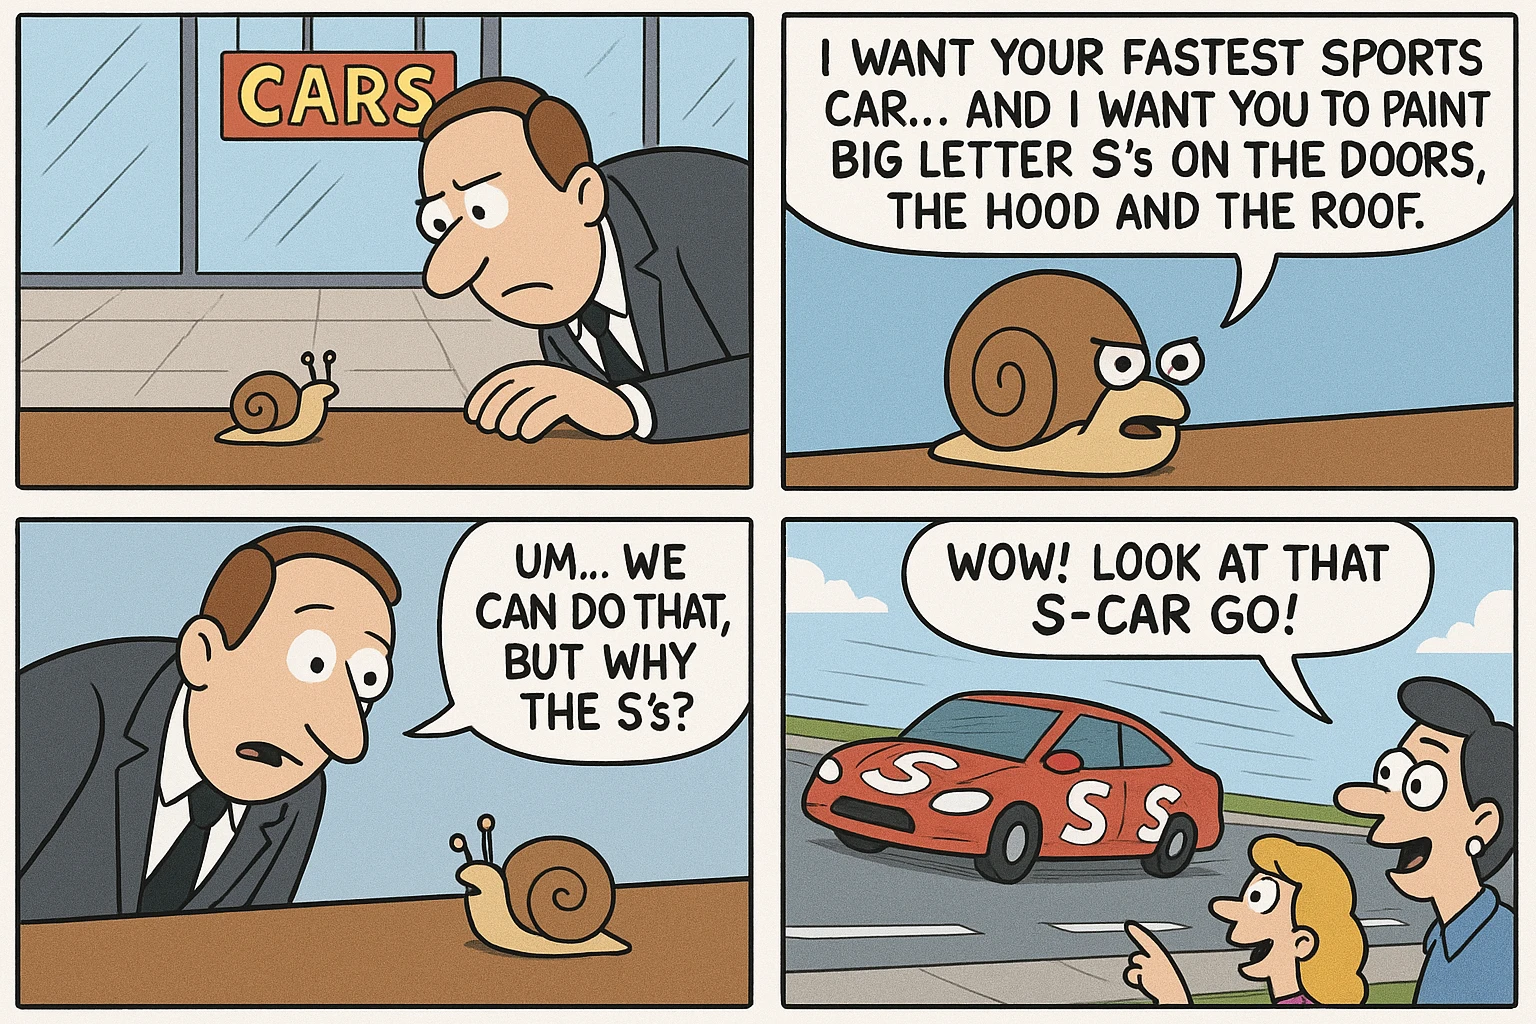 CARS
I WANT YOUR FASTEST SPORTS
CAR... AND I WANT YOU TO PAINT
BIG LETTER S's ON THE DOORS,
THE HOOD AND THE ROOF.
UM... WE
CAN DO THAT,
BUT WHY
THE S's?
WOW! LOOK AT THAT
S-CAR GO!
S
S S